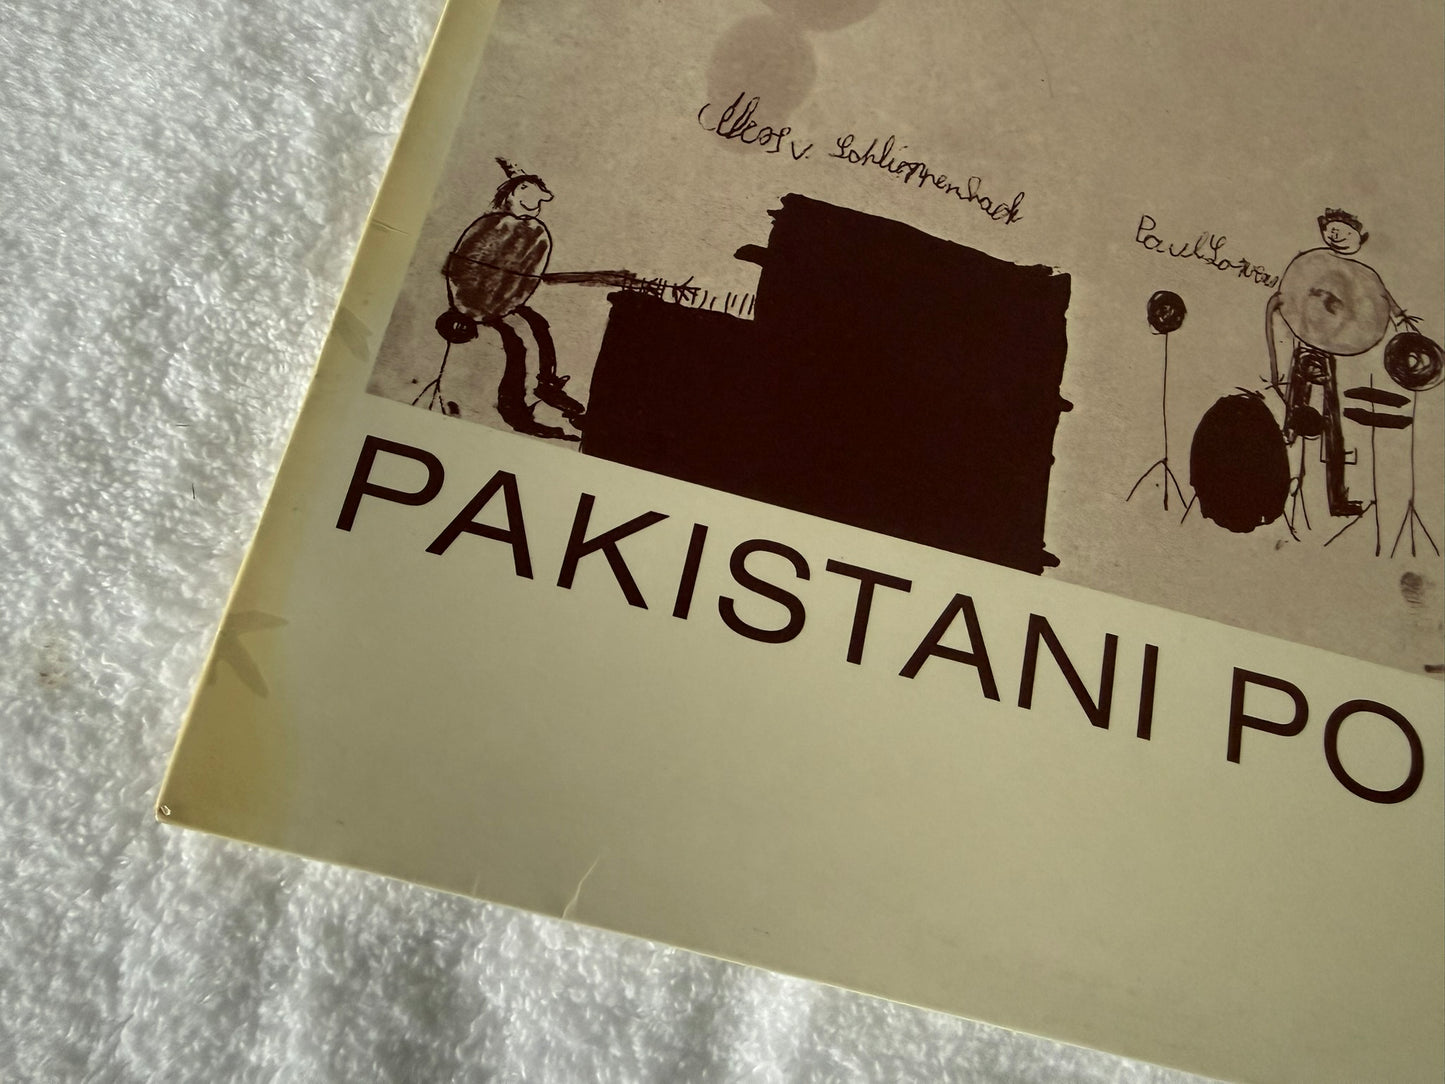 Alex v. Schlippenbach
Paul Lovens
PAKISTANI PO